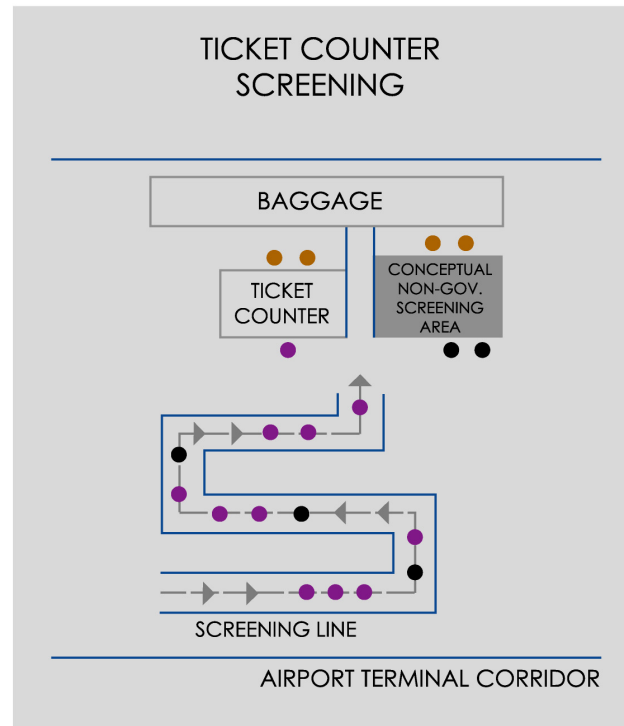 TICKET COUNTER
SCREENING
BAGGAGE
TICKET
COUNTER
CONCEPTUAL
NON-GOV.
SCREENING
AREA
SCREENING LINE
AIRPORT TERMINAL CORRIDOR